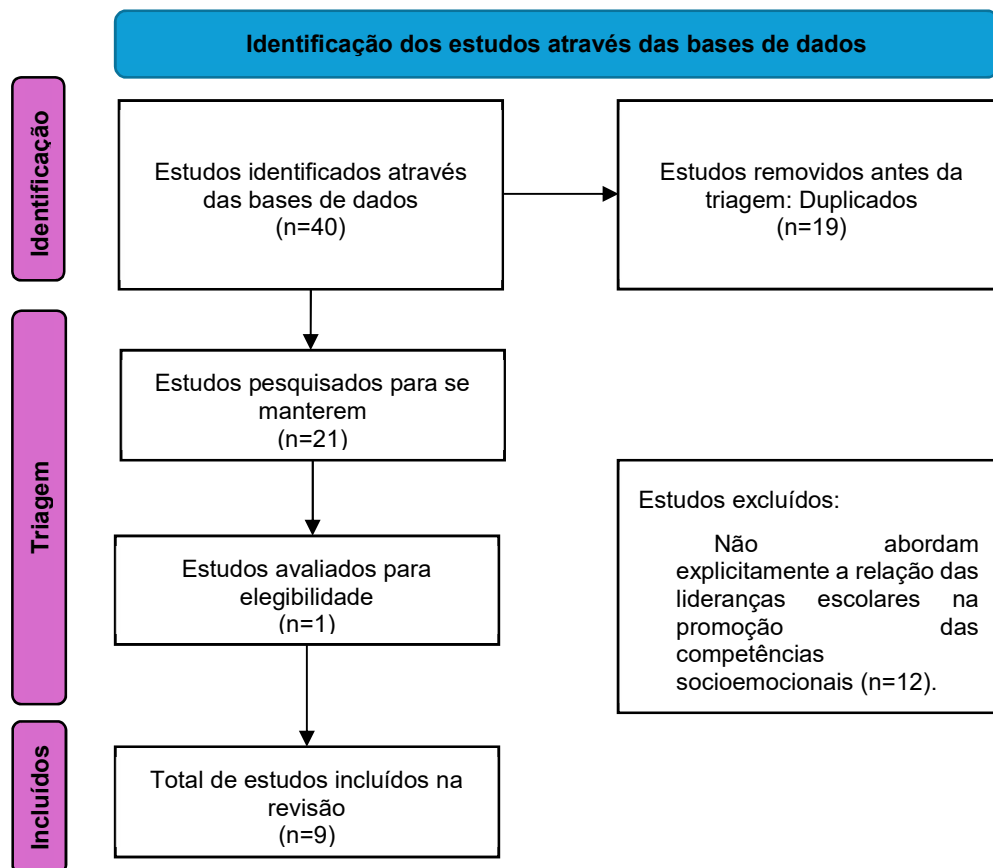 Identificação dos estudos através das bases de dados
Identificação
Estudos identificados através
das bases de dados
(n=40)
Estudos removidos antes da
triagem: Duplicados
(n=19)
Triagem
Estudos pesquisados para se
manterem
(n=21)
Estudos avaliados para
elegibilidade
(n=1)
Estudos excluídos:
Não abordam
explicitamente a relação das
lideranças escolares na
promoção das
competências
socioemocionais (n=12).
Incluídos
Total de estudos incluídos na
revisão
(n=9)